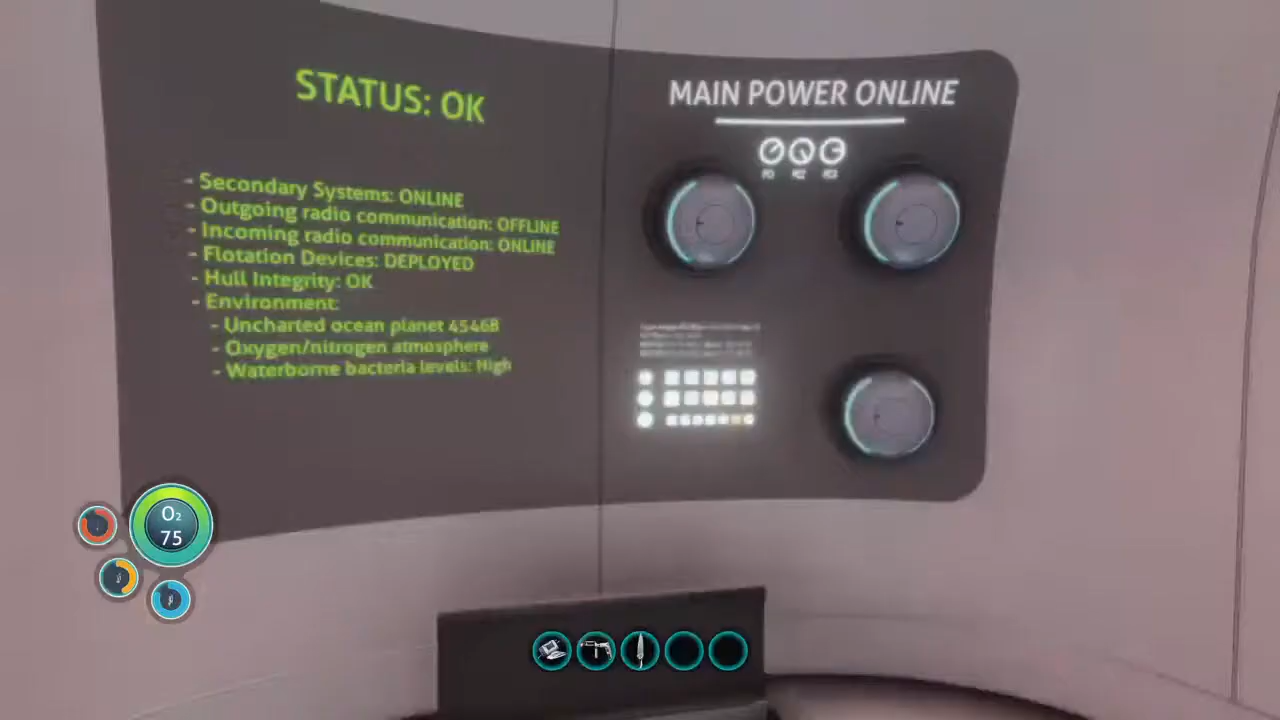 STATUS: OK
- Secondary Systems: ONLINE
- Outgoing radio communication: OFFLINE
- Incoming radio communication: ONLINE
- Flotation Devices: DEPLOYED
- Hull Integrity: OK
- Environment:
- Uncharted ocean planet 4546B
- Oxygen/nitrogen atmosphere
- Waterborne bacteria levels: High
MAIN POWER ONLINE
O₂
75